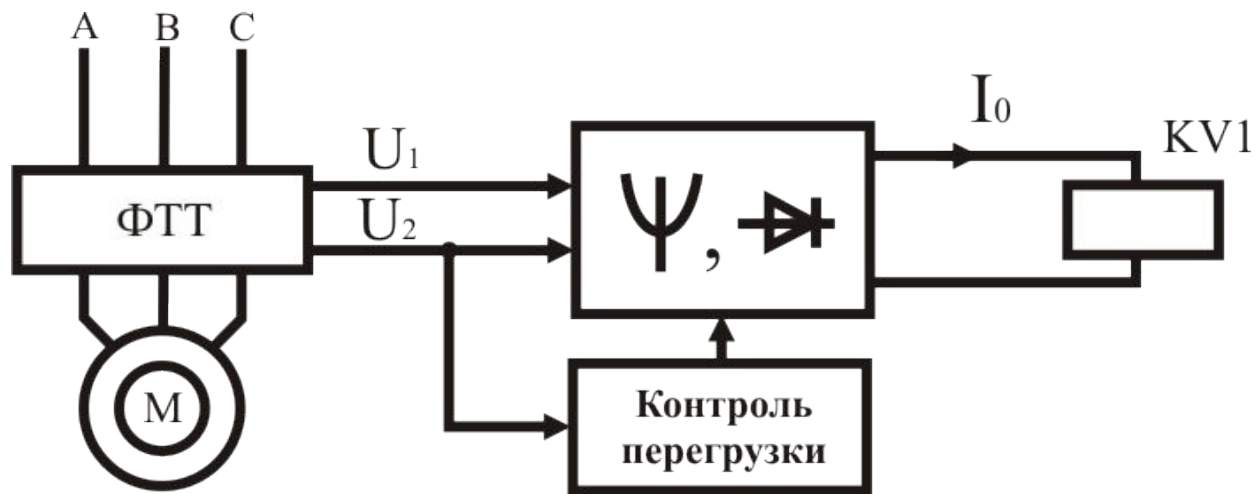 A B C
ФТТ
U₁
U₂
M
Ψ,
I₀
KV1
Контроль
перегрузки